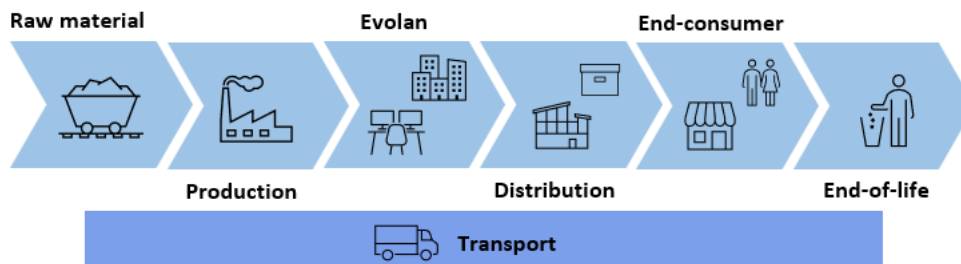 Raw material
Evolan
End-consumer
Production
Distribution
End-of-life
Transport